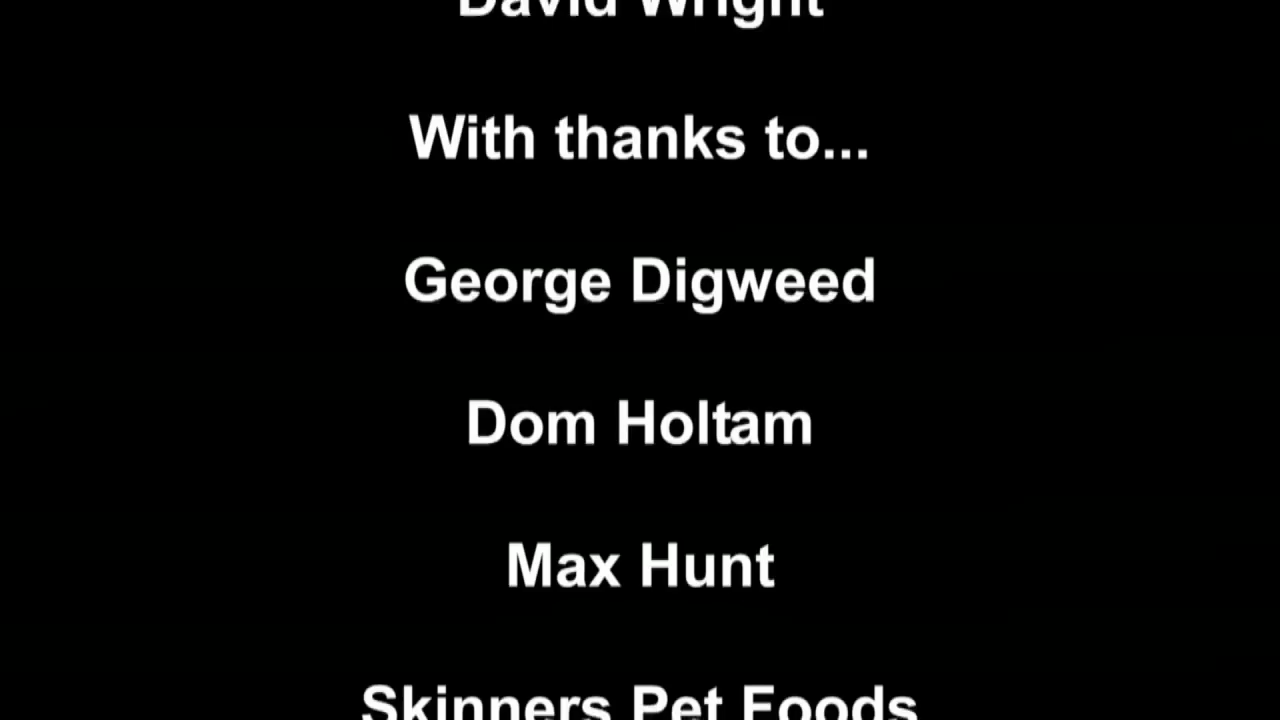 David Wright
With thanks to...
George Digweed
Dom Holtam
Max Hunt
Skinners Pet Foods